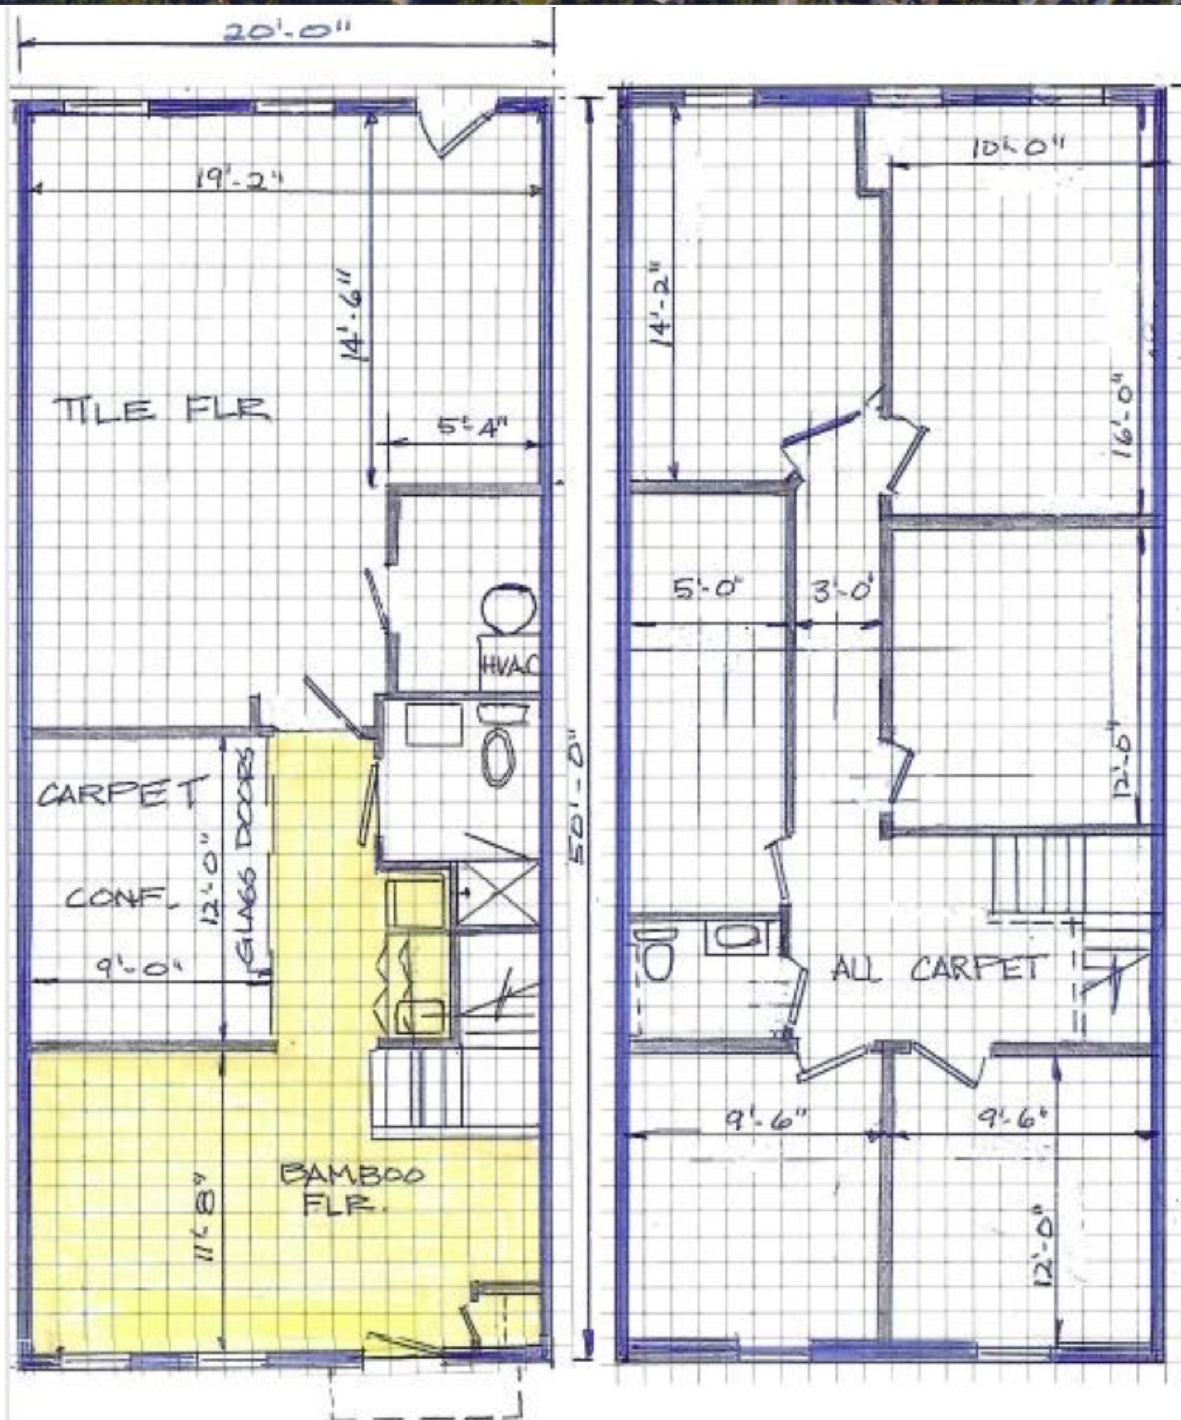 20'-0"
19'-2"
14'-6"
TILE FLR
5'-4"
HVAC
50'-0"
CARPET
GLASS DOORS
12'-0"
CONF.
9'-0"
BAMBOO
FLR.
11'-8"
10'-0"
14'-2"
16'-0"
5'-0"
3'-0"
12'-0"
ALL CARPET
9'-6"
9'-6"
12'-0"